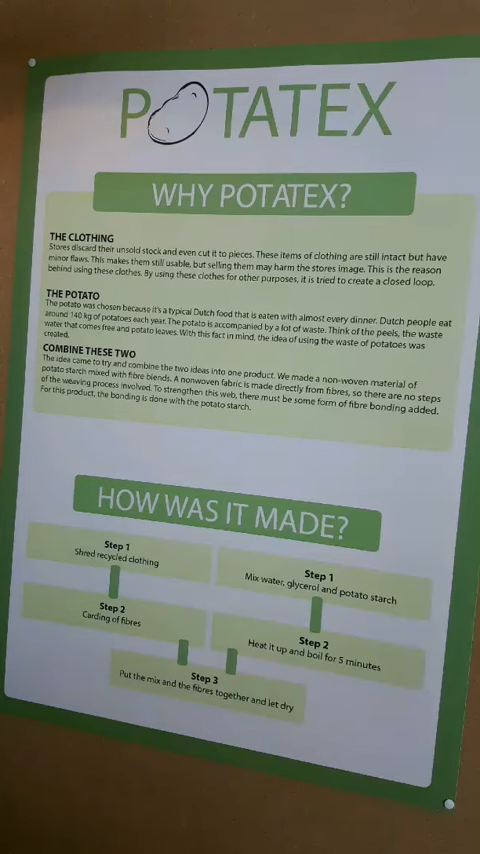 POTATEX
WHY POTATEX?
THE CLOTHING
Stores discard their unsold stock and even cut it to pieces. These items of clothing are still intact but have
minor flaws. This makes them still usable, but selling them may harm the stores image. This is the reason
behind using these clothes. By using these clothes for other purposes, it is tried to create a closed loop.
THE POTATO
The potato was chosen because it's a typical Dutch food that is eaten with almost every dinner. Dutch people eat
around 140 kg of potatoes each year. The potato is accompanied by a lot of waste. Think of the peels, the waste
water that comes free and potato leaves. With this fact in mind, the idea of using the waste of potatoes was
created.
COMBINE THESE TWO
The idea came to try and combine the two ideas into one product. We made a non-woven material of
potato starch mixed with fibre blends. A nonwoven fabric is made directly from fibres, so there are no steps
of the weaving process involved. To strengthen this web, there must be some form of fibre bonding added.
For this product, the bonding is done with the potato starch.
HOW WAS IT MADE?
Step 1
Shred recycled clothing
Step 1
Mix water, glycerol and potato starch
Step 2
Carding of fibres
Step 2
Heat it up and boil for 5 minutes
Step 3
Put the mix and the fibres together and let dry